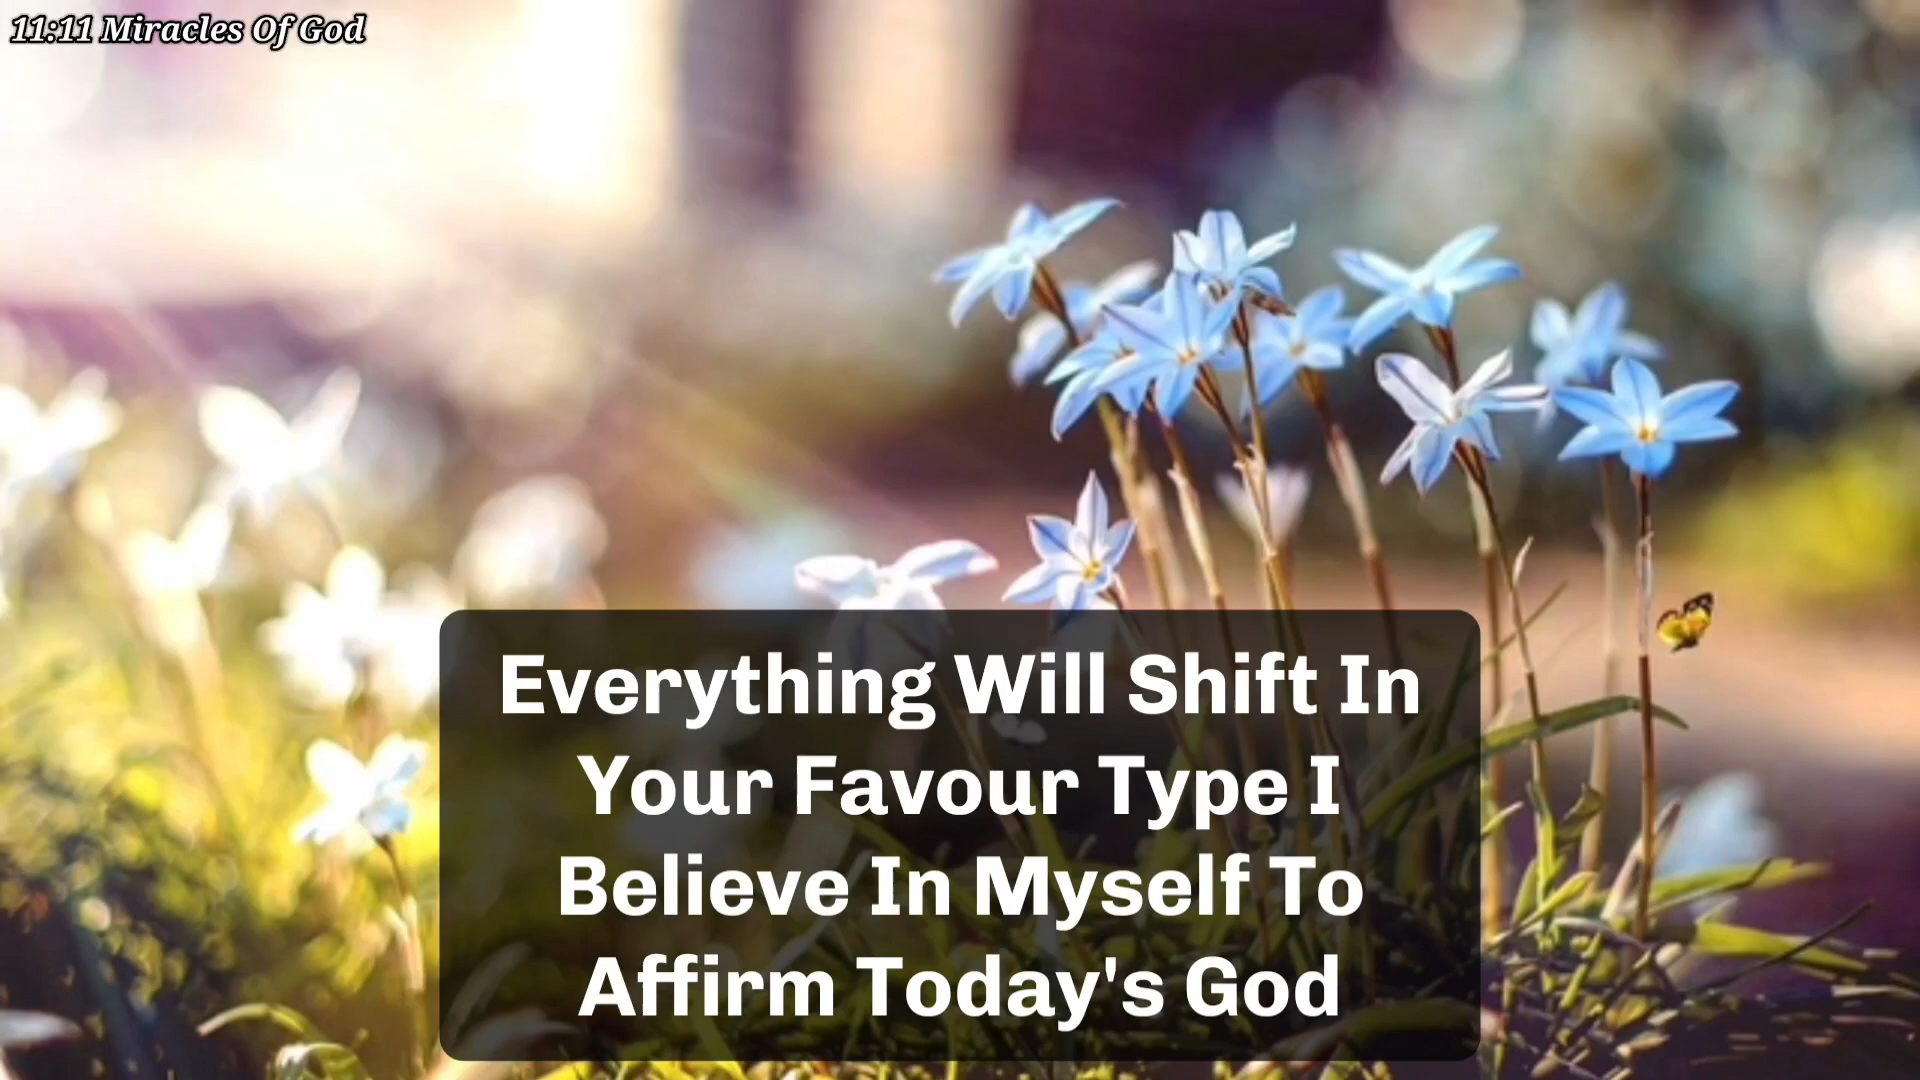 11:11 Miracles Of God
Everything Will Shift In
Your Favour Type I
Believe In Myself To
Affirm Today's God